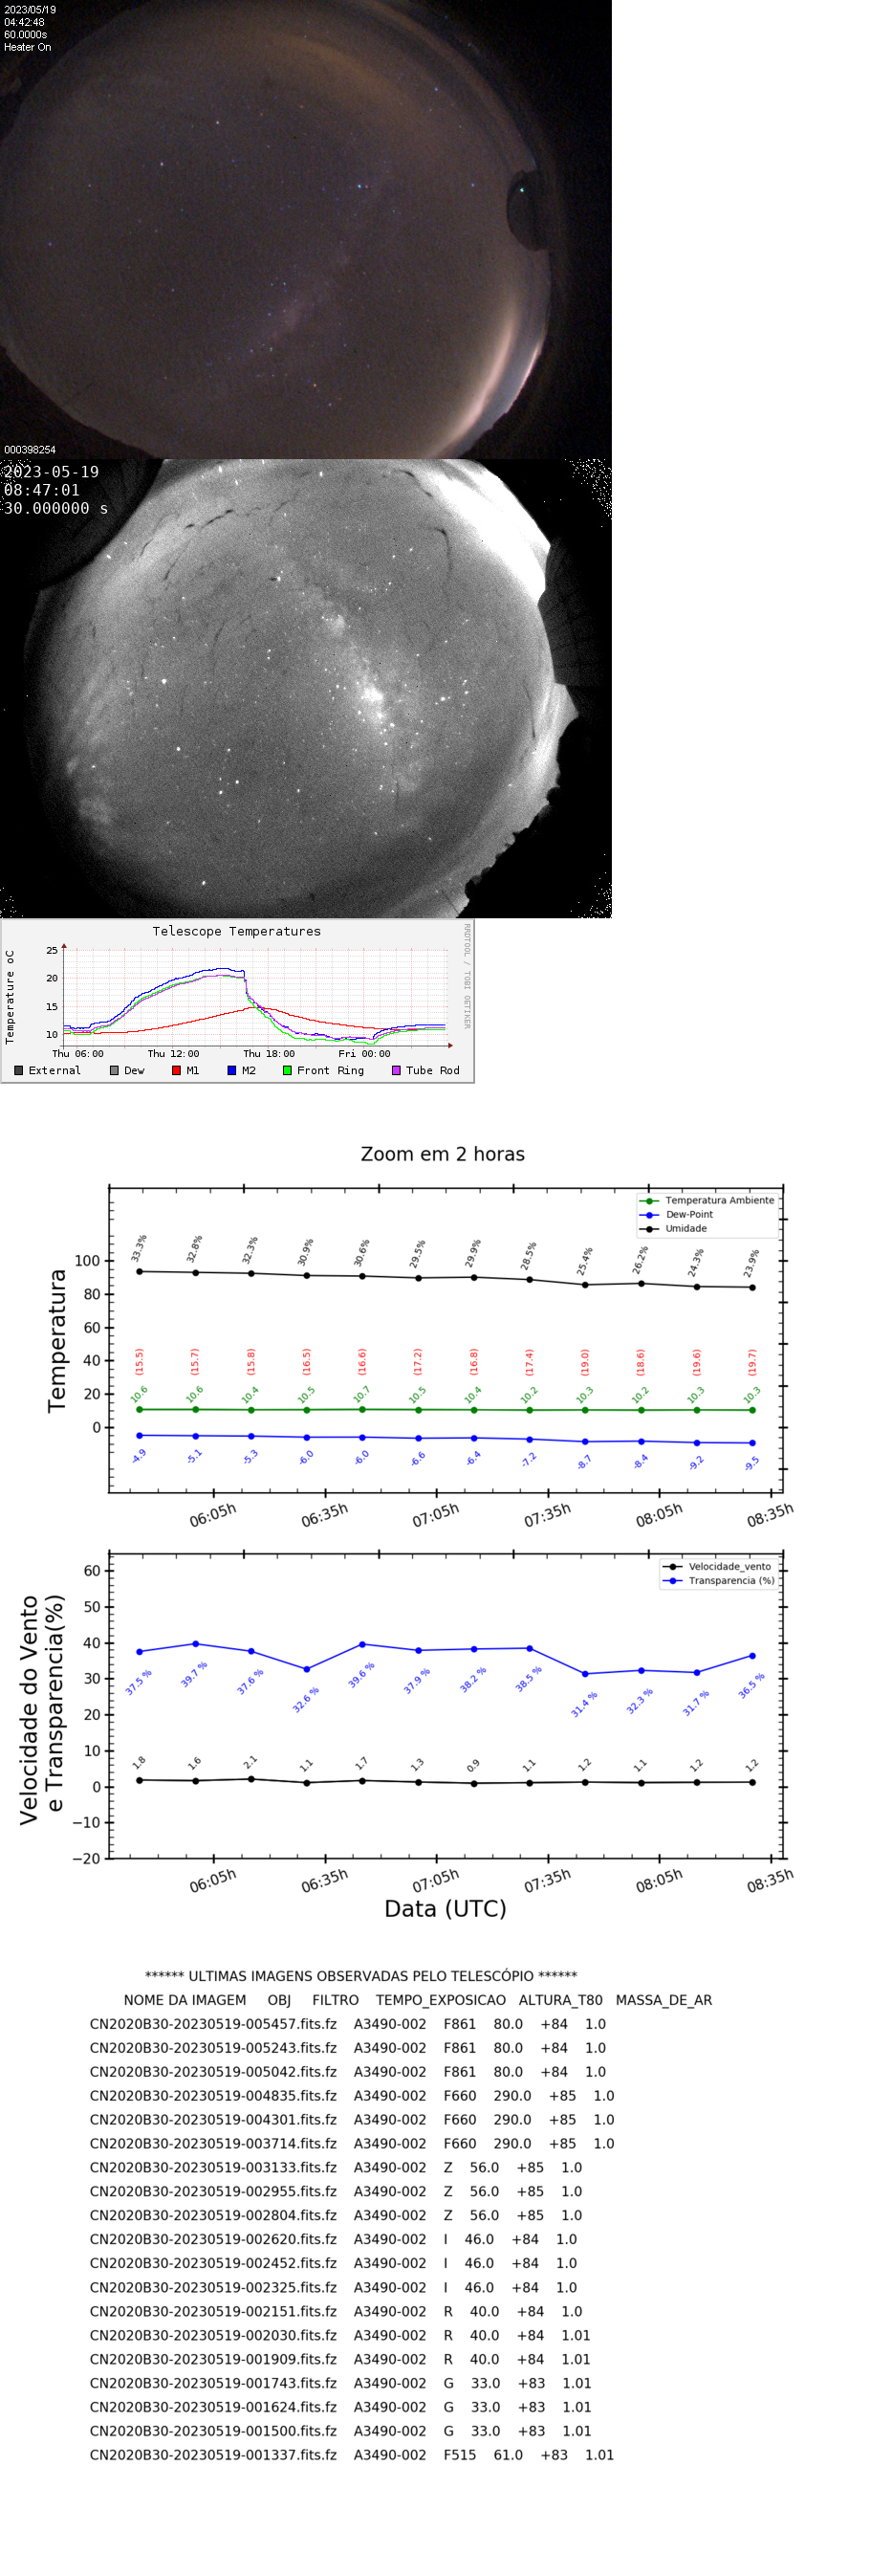 2023/05/19
04:42:48
60.0000s
Heater On
000398254
2023-05-19
08:47:01
30.000000 s
Telescope Temperatures
RRDTOOL / TOBI OETIKER
Temperature oC
25
20
15
10
Thu 06:00 Thu 12:00 Thu 18:00 Fri 00:00
External Dew M1 M2 Front Ring Tube Rod
Zoom em 2 horas
Temperatura Ambiente
Dew-Point
Umidade
Temperatura
100
80
60
40
20
0
33.3% 32.8% 32.3% 30.9% 30.6% 29.5% 29.9% 28.5% 25.4% 26.2% 24.3% 23.9%
(15.5) (15.7) (15.8) (16.5) (16.6) (17.2) (16.8) (17.4) (19.0) (18.6) (19.6) (19.7)
10.6 10.6 10.4 10.5 10.7 10.5 10.4 10.2 10.3 10.2 10.3 10.3
-4.9 -5.1 -5.3 -6.0 -6.0 -6.6 -6.4 -7.2 -8.7 -8.4 -9.2 -9.5
06:05h 06:35h 07:05h 07:35h 08:05h 08:35h
Velocidade_vento
Transparencia (%)
Velocidade do Vento
e Transparencia(%)
60
50
40
30
20
10
0
−10
−20
37.5 % 39.7 % 37.6 % 32.6 % 39.6 % 37.9 % 38.2 % 38.5 % 31.4 % 32.3 % 31.7 % 36.5 %
1.8 1.6 2.1 1.1 1.7 1.3 0.9 1.1 1.2 1.1 1.2 1.2
06:05h 06:35h 07:05h 07:35h 08:05h 08:35h
Data (UTC)
****** ULTIMAS IMAGENS OBSERVADAS PELO TELESCÓPIO ******
NOME DA IMAGEM OBJ FILTRO TEMPO_EXPOSICAO ALTURA_T80 MASSA_DE_AR
CN2020B30-20230519-005457.fits.fz A3490-002 F861 80.0 +84 1.0
CN2020B30-20230519-005243.fits.fz A3490-002 F861 80.0 +84 1.0
CN2020B30-20230519-005042.fits.fz A3490-002 F861 80.0 +84 1.0
CN2020B30-20230519-004835.fits.fz A3490-002 F660 290.0 +85 1.0
CN2020B30-20230519-004301.fits.fz A3490-002 F660 290.0 +85 1.0
CN2020B30-20230519-003714.fits.fz A3490-002 F660 290.0 +85 1.0
CN2020B30-20230519-003133.fits.fz A3490-002 Z 56.0 +85 1.0
CN2020B30-20230519-002955.fits.fz A3490-002 Z 56.0 +85 1.0
CN2020B30-20230519-002804.fits.fz A3490-002 Z 56.0 +85 1.0
CN2020B30-20230519-002620.fits.fz A3490-002 I 46.0 +84 1.0
CN2020B30-20230519-002452.fits.fz A3490-002 I 46.0 +84 1.0
CN2020B30-20230519-002325.fits.fz A3490-002 I 46.0 +84 1.0
CN2020B30-20230519-002151.fits.fz A3490-002 R 40.0 +84 1.0
CN2020B30-20230519-002030.fits.fz A3490-002 R 40.0 +84 1.01
CN2020B30-20230519-001909.fits.fz A3490-002 R 40.0 +84 1.01
CN2020B30-20230519-001743.fits.fz A3490-002 G 33.0 +83 1.01
CN2020B30-20230519-001624.fits.fz A3490-002 G 33.0 +83 1.01
CN2020B30-20230519-001500.fits.fz A3490-002 G 33.0 +83 1.01
CN2020B30-20230519-001337.fits.fz A3490-002 F515 61.0 +83 1.01